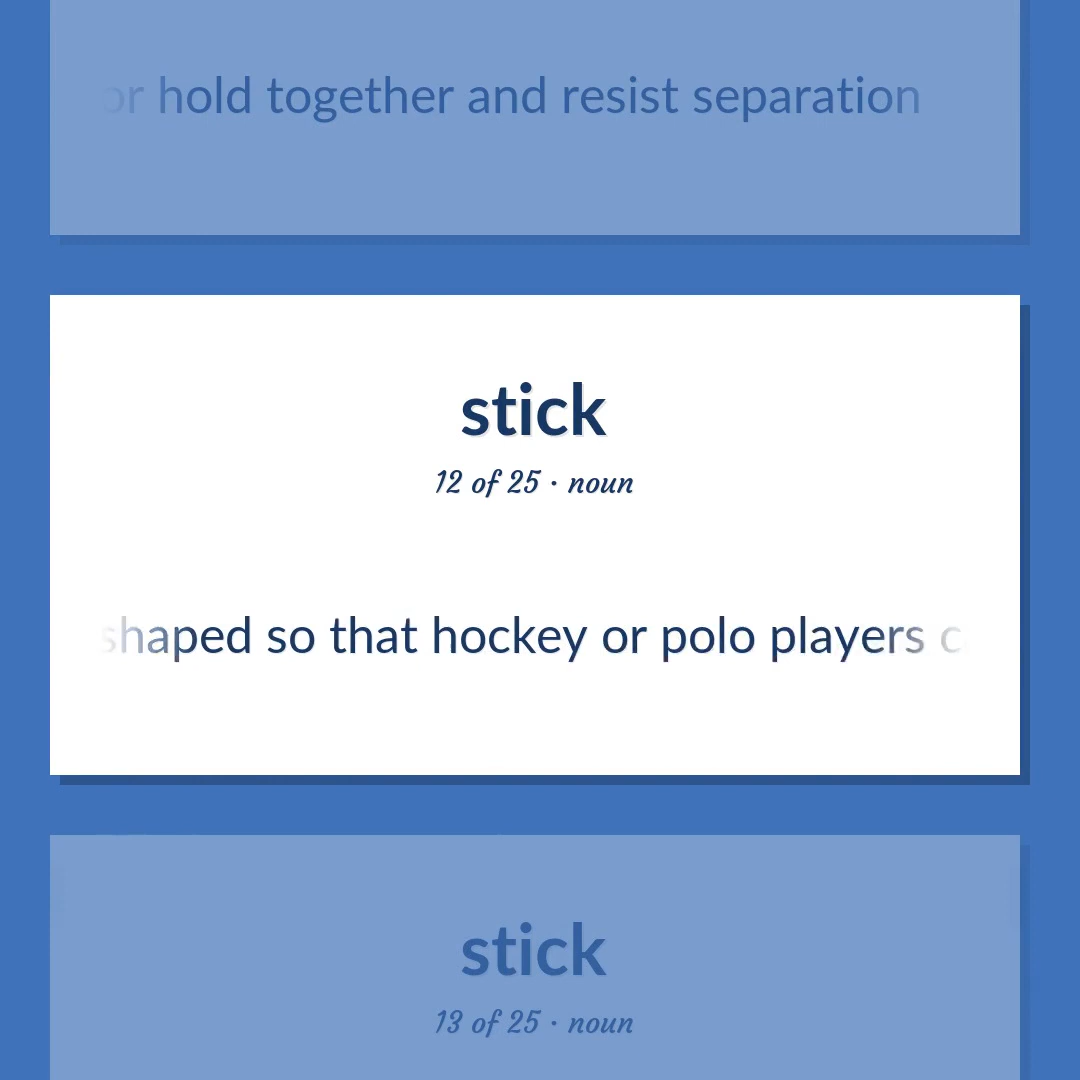 or hold together and resist separation
stick
12 of 25 · noun
shaped so that hockey or polo players
stick
13 of 25 · noun